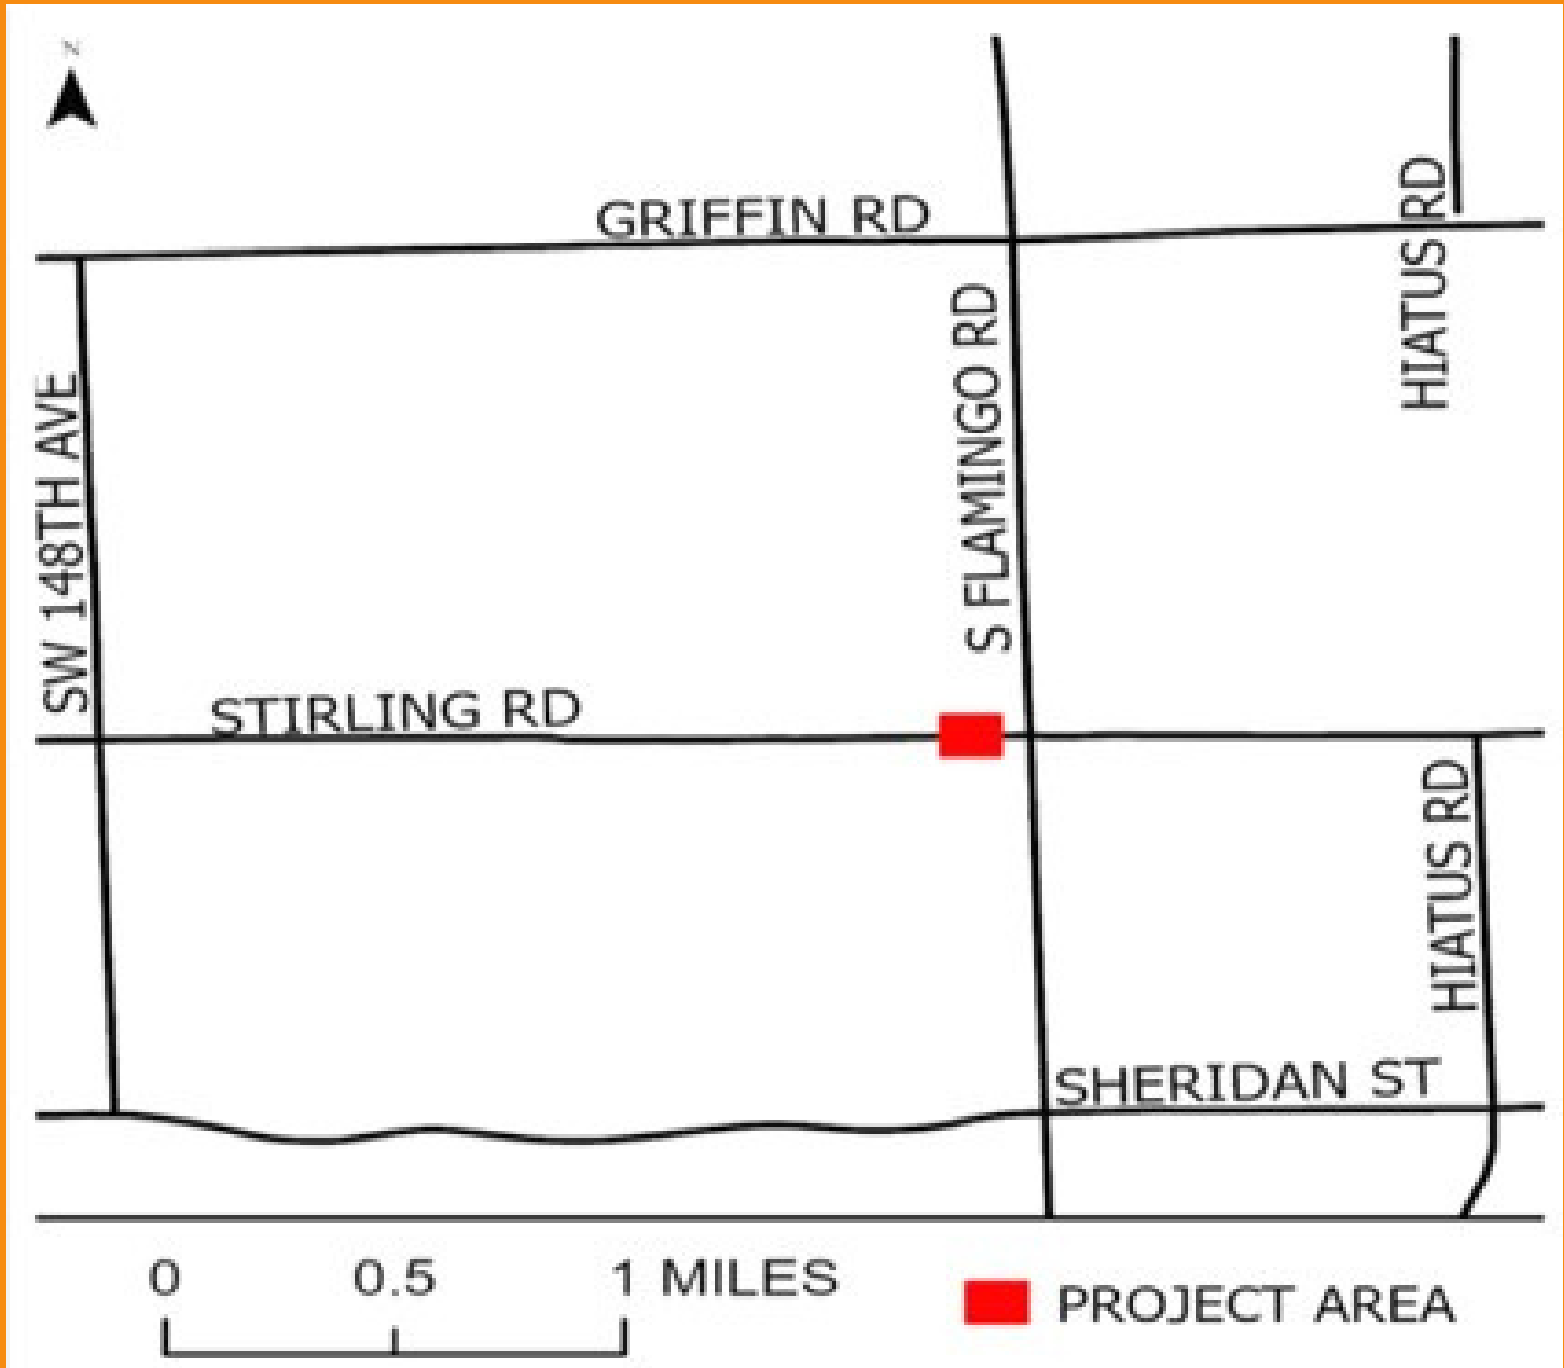 N
GRIFFIN RD
HIATUS RD
S FLAMINGO RD
SW 148TH AVE
STIRLING RD
HIATUS RD
SHERIDAN ST
0 0.5 1 MILES
PROJECT AREA